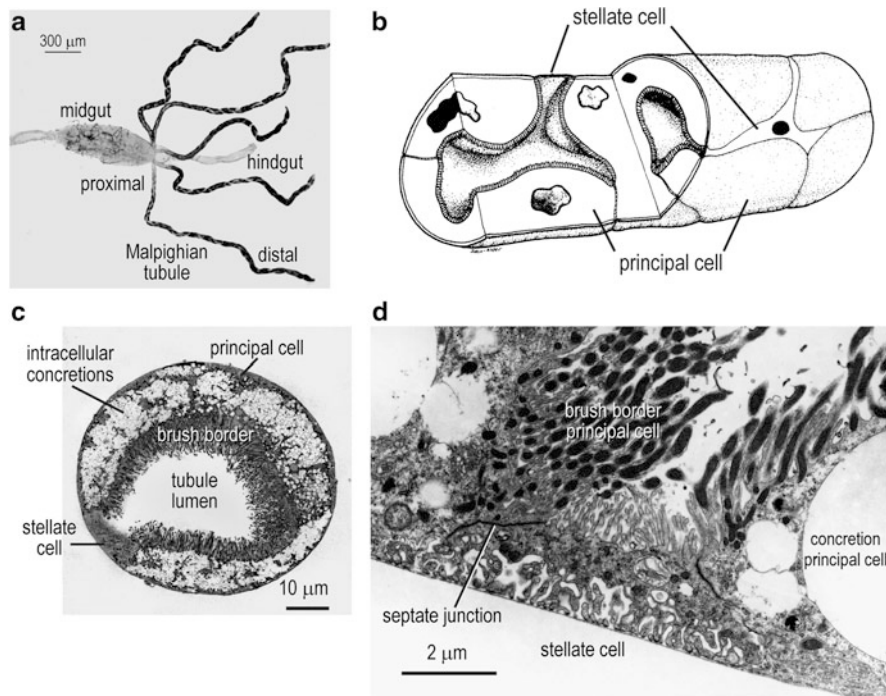 a
300 µm
midgut
proximal
hindgut
Malpighian
tubule
distal
b
stellate cell
principal cell
c
intracellular
concretions
principal cell
brush border
tubule
lumen
stellate
cell
10 µm
d
brush border
principal cell
concretion
principal cell
septate junction
2 µm
stellate cell